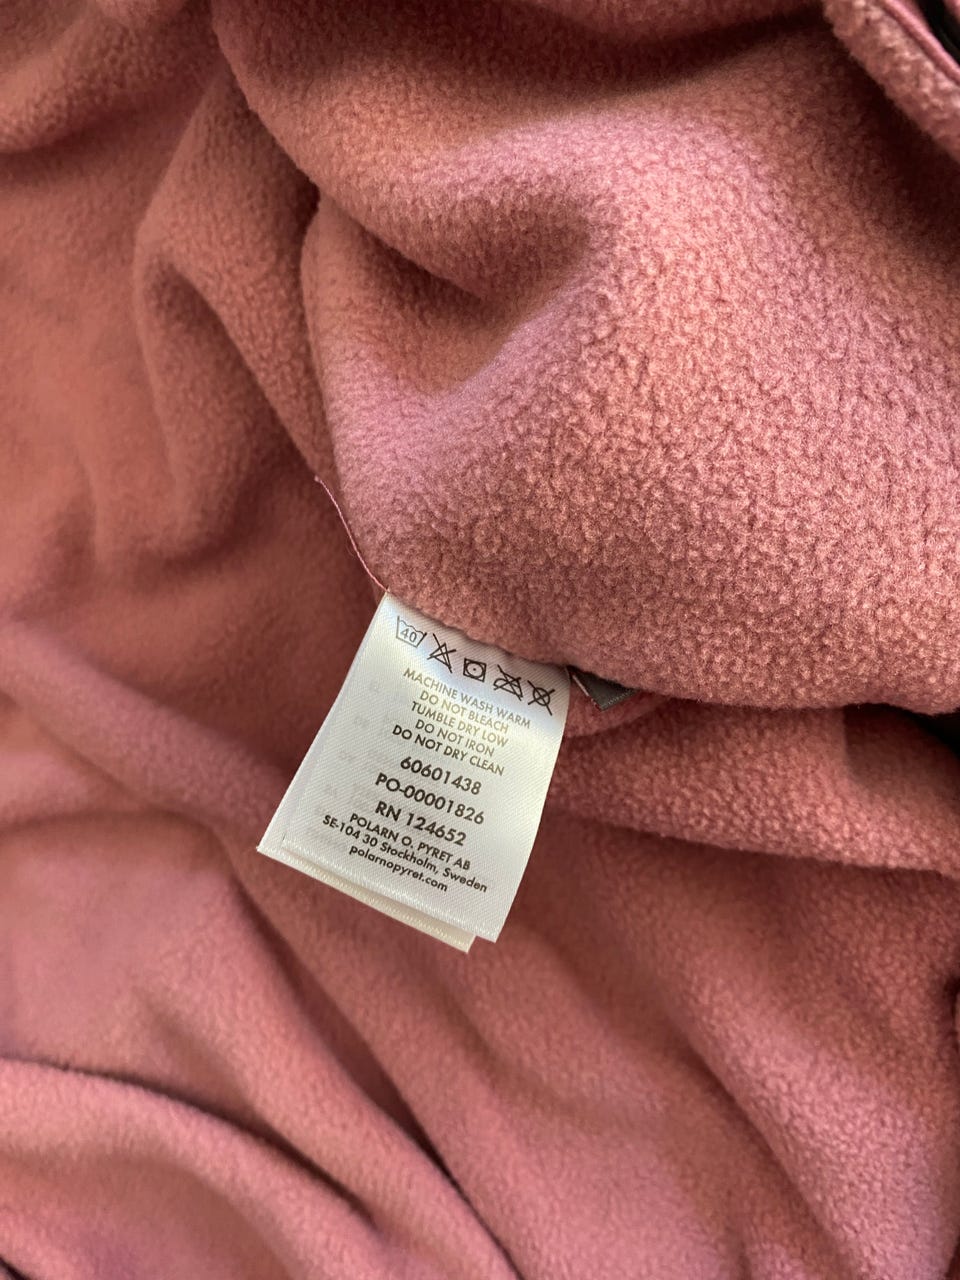 40
MACHINE WASH WARM
DO NOT BLEACH
TUMBLE DRY LOW
DO NOT IRON
DO NOT DRY CLEAN
60601438
PO-00001826
RN 124652
POLARN O. PYRET AB
SE-104 30 Stockholm, Sweden
polarnopyret.com